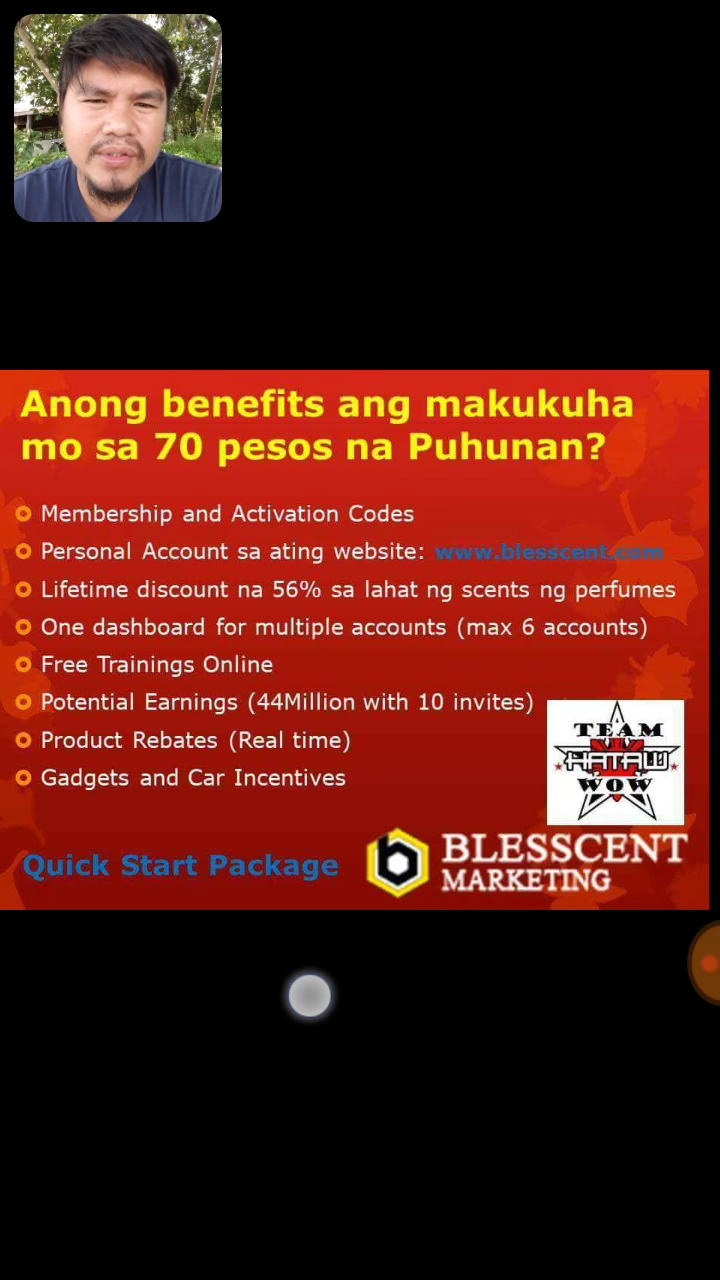 Anong benefits ang makukuha
mo sa 70 pesos na Puhunan?
Membership and Activation Codes
Personal Account sa ating website: www.blesscent.com
Lifetime discount na 56% sa lahat ng scents ng perfumes
One dashboard for multiple accounts (max 6 accounts)
Free Trainings Online
Potential Earnings (44Million with 10 invites)
Product Rebates (Real time)
Gadgets and Car Incentives
TEAM
HATAW
WOW
Quick Start Package
b
BLESSCENT
MARKETING